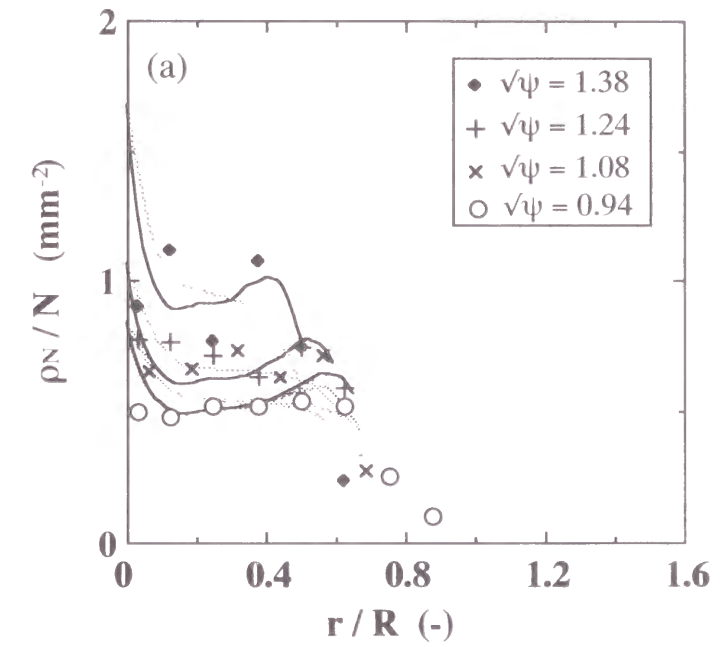 2
(a)
√ψ = 1.38
√ψ = 1.24
√ψ = 1.08
√ψ = 0.94
ρN / N (mm⁻²)
1
0
0 0.4 0.8 1.2 1.6
r / R (-)